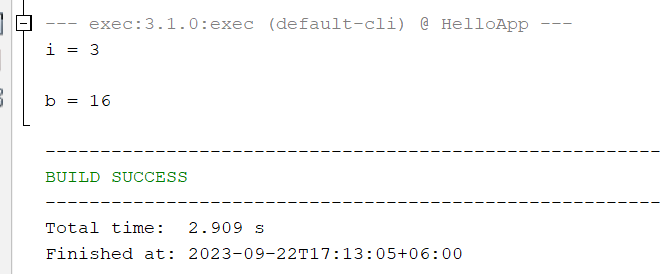 --- exec:3.1.0:exec (default-cli) @ HelloApp ---
i = 3
b = 16
------------------------------------------------------------------------
BUILD SUCCESS
------------------------------------------------------------------------
Total time:  2.909 s
Finished at: 2023-09-22T17:13:05+06:00